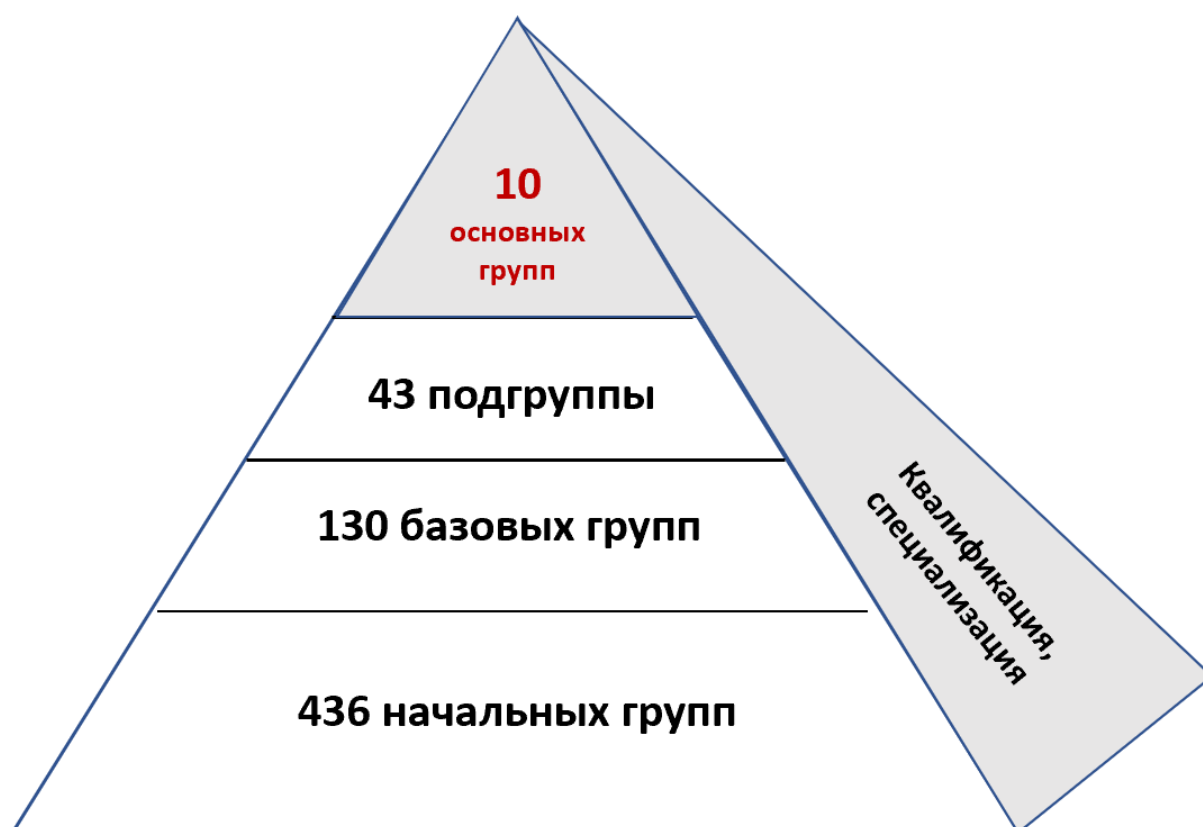 10
основных
групп
43 подгруппы
130 базовых групп
436 начальных групп
Квалификация,
специализация